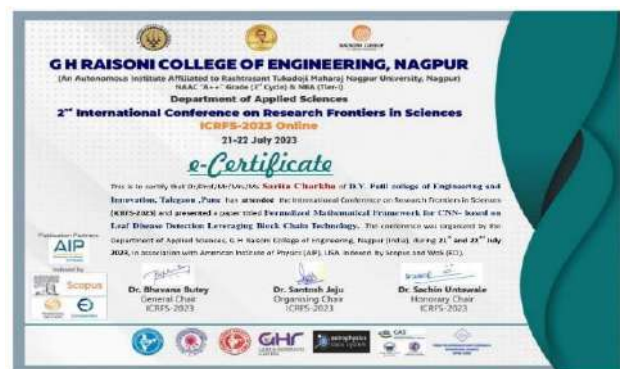 G H RAISONI COLLEGE OF ENGINEERING, NAGPUR
(An Autonomous Institute Affiliated to Rashtrasant Tukadoji Maharaj Nagpur University, Nagpur)
NAAC "A++" Grade (3rd Cycle) & NBA (Tier-I)
Department of Applied Sciences
2nd International Conference on Research Frontiers in Sciences
ICRFS-2023 Online
21-22 July 2023
e-Certificate
This is to certify that Dr./Prof./Mr/Mrs./Ms. Sarita Charkha of D.Y. Patil college of Engineering and
Innovation, Talegaon ,Pune has attended the International Conference on Research Frontiers in Sciences
(ICRFS-2023) and presented a paper titled Formalized Mathematical Framework for CNN- based on
Leaf Disease Detection Leveraging Block Chain Technology. The conference was organized by the
Department of Applied Sciences, G H Raisoni College of Engineering, Nagpur (India), during 21st and 22nd July
2023, in association with American Institute of Physics (AIP), USA indexed by Scopus and WoS
Publication Partners
AIP
Indexed by
Scopus
Dr. Bhavana Butey
General Chair
ICRFS-2023
Dr. Santosh Jaju
Organising Chair
ICRFS-2023
Dr. Sachin Untawale
Honorary Chair
ICRFS-2023
GHR
astrophysics
data system
CAS